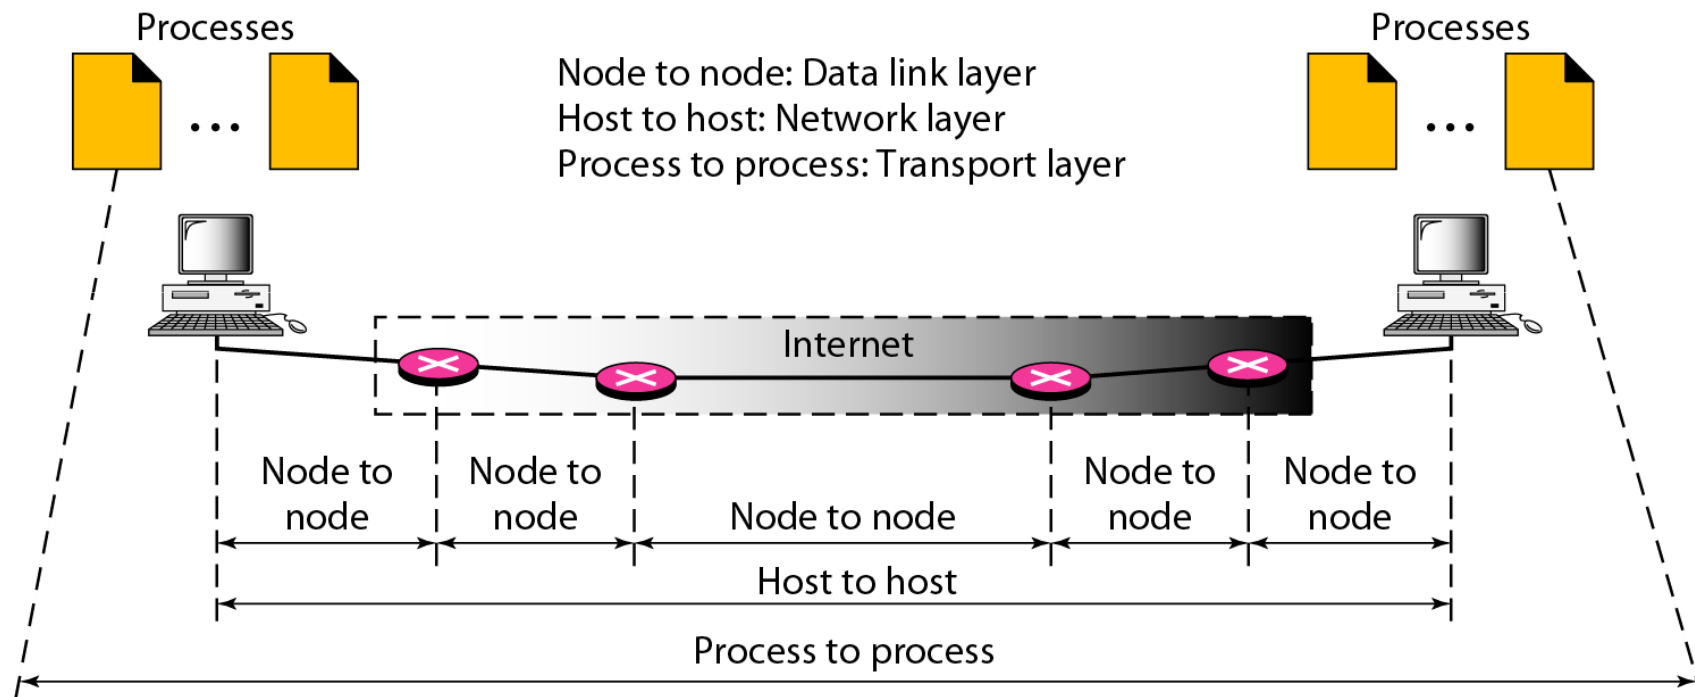 Processes
Processes
Node to node: Data link layer
Host to host: Network layer
Process to process: Transport layer
Internet
Node to
node
Node to
node
Node to node
Node to
node
Node to
node
Host to host
Process to process